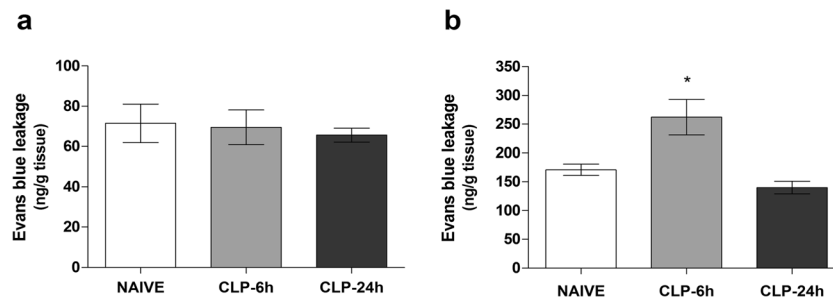 a
Evans blue leakage
(ng/g tissue)
100
80
60
40
20
0
NAIVE
CLP-6h
CLP-24h
b
Evans blue leakage
(ng/g tissue)
350
300
250
200
150
100
50
0
*
NAIVE
CLP-6h
CLP-24h